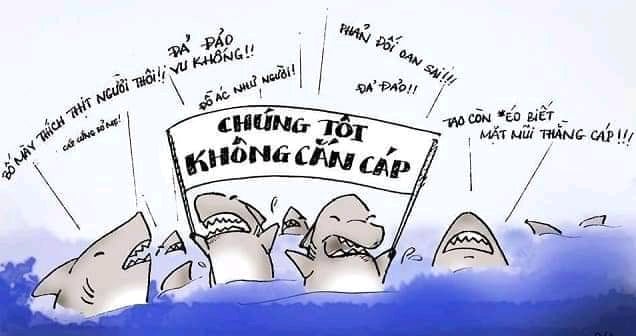 ĐẢ ĐẢO
VU KHỐNG!!
PHẢN ĐỐI OAN SAI!!!
BỐ MÀY THÍCH THỊT NGƯỜI THÔI!!
ĐỒ ÁC NHƯ NGƯỜI!
ĐẢ ĐẢO!!
CHÚNG TÔI
KHÔNG CẮN CÁP
TAO CÒN *ÉO BIẾT
MẶT MŨI THẰNG CÁP!!!